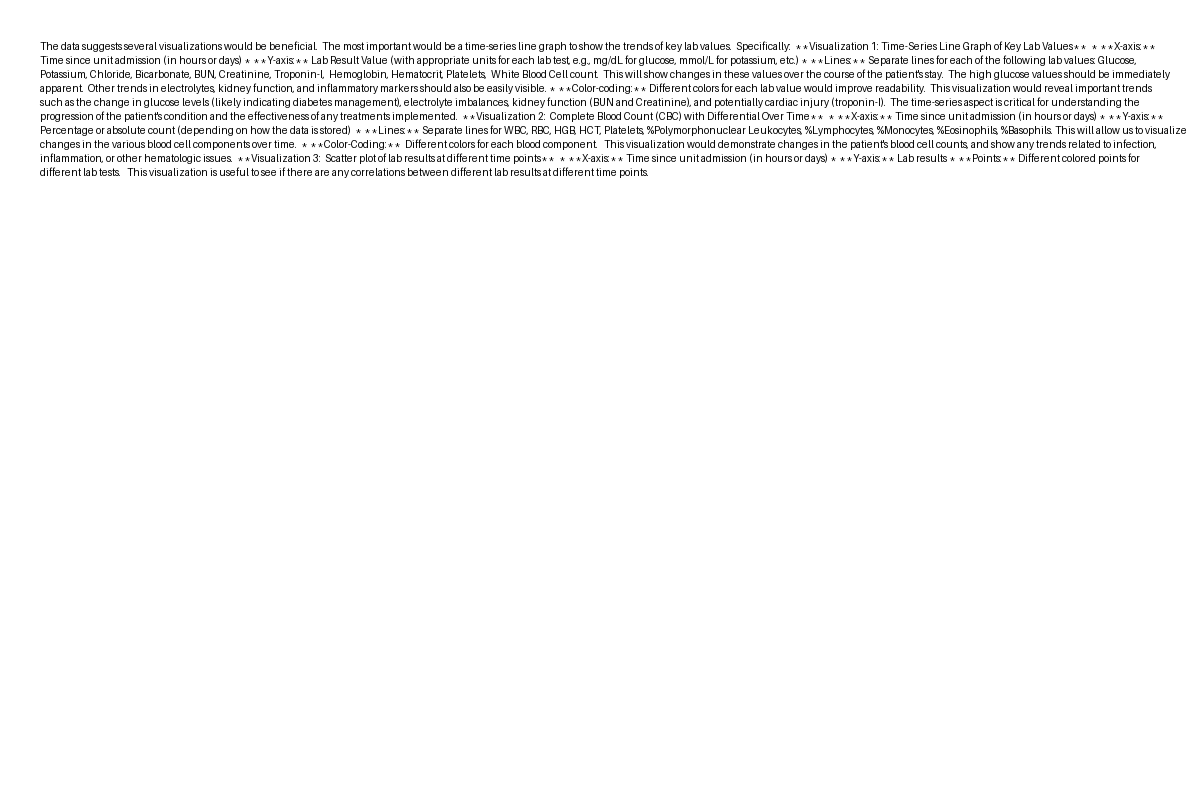 The data suggests several visualizations would be beneficial.  The most important would be a time-series line graph to show the trends of key lab values.  Specifically:  **Visualization 1: Time-Series Line Graph of Key Lab Values**  * **X-axis:**
Time since unit admission (in hours or days) * **Y-axis:** Lab Result Value (with appropriate units for each lab test, e.g., mg/dL for glucose, mmol/L for potassium, etc.) * **Lines:** Separate lines for each of the following lab values: Glucose,
Potassium, Chloride, Bicarbonate, BUN, Creatinine, Troponin-I,  Hemoglobin, Hematocrit, Platelets,  White Blood Cell count.  This will show changes in these values over the course of the patient's stay.  The high glucose values should be immediately
apparent.  Other trends in electrolytes, kidney function, and inflammatory markers should also be easily visible. * **Color-coding:** Different colors for each lab value would improve readability.  This visualization would reveal important trends
such as the change in glucose levels (likely indicating diabetes management), electrolyte imbalances, kidney function (BUN and Creatinine), and potentially cardiac injury (troponin-I).  The time-series aspect is critical for understanding the
progression of the patient's condition and the effectiveness of any treatments implemented.  **Visualization 2:  Complete Blood Count (CBC) with Differential Over Time**  * **X-axis:** Time since unit admission (in hours or days) * **Y-axis:**
Percentage or absolute count (depending on how the data is stored)  * **Lines:** Separate lines for WBC, RBC, HGB, HCT, Platelets, %Polymorphonuclear Leukocytes, %Lymphocytes, %Monocytes, %Eosinophils, %Basophils. This will allow us to visualize
changes in the various blood cell components over time.  * **Color-Coding:**  Different colors for each blood component.   This visualization would demonstrate changes in the patient's blood cell counts, and show any trends related to infection,
inflammation, or other hematologic issues.  **Visualization 3:  Scatter plot of lab results at different time points**  * **X-axis:** Time since unit admission (in hours or days) * **Y-axis:** Lab results * **Points:** Different colored points for
different lab tests.   This visualization is useful to see if there are any correlations between different lab results at different time points.